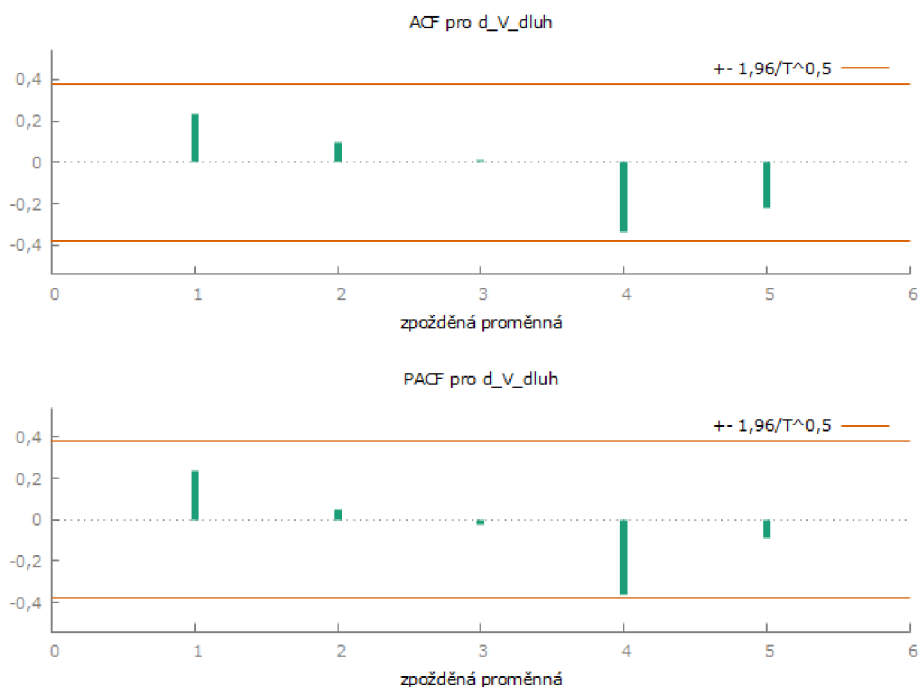 ACF pro d_V_dluh
+- 1,96/T^0,5
0,4
0,2
0
-0,2
-0,4
0 1 2 3 4 5 6
zpožděná proměnná
PACF pro d_V_dluh
+- 1,96/T^0,5
0,4
0,2
0
-0,2
-0,4
0 1 2 3 4 5 6
zpožděná proměnná